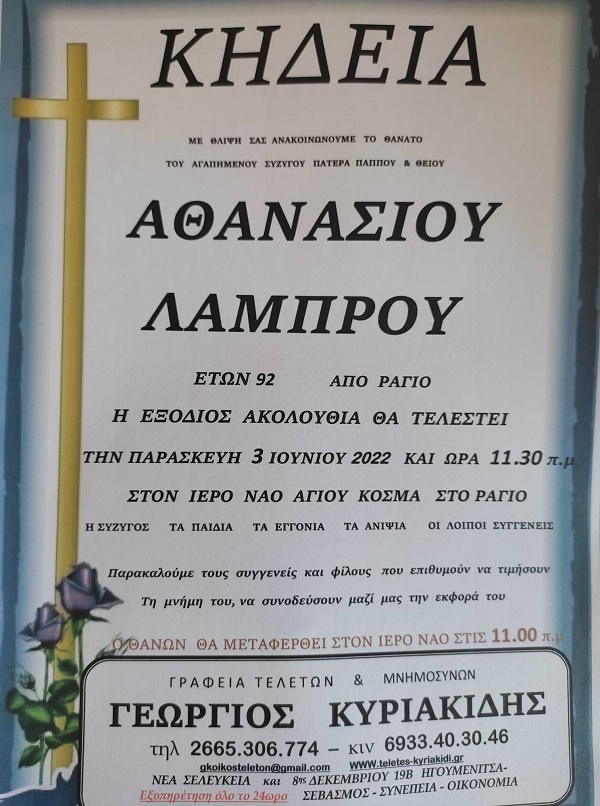 ΚΗΔΕΙΑ
ΜΕ ΘΛΙΨΗ ΣΑΣ ΑΝΑΚΟΙΝΩΝΟΥΜΕ ΤΟ ΘΑΝΑΤΟ
ΤΟΥ ΑΓΑΠΗΜΕΝΟΥ ΣΥΖΥΓΟΥ ΠΑΤΕΡΑ ΠΑΠΠΟΥ & ΘΕΙΟΥ
ΑΘΑΝΑΣΙΟΥ
ΛΑΜΠΡΟΥ
ΕΤΩΝ 92 ΑΠΟ ΡΑΓΙΟ
Η ΕΞΟΔΙΟΣ ΑΚΟΛΟΥΘΙΑ ΘΑ ΤΕΛΕΣΤΕΙ
ΤΗΝ ΠΑΡΑΣΚΕΥΗ 3 ΙΟΥΝΙΟΥ 2022 ΚΑΙ ΩΡΑ 11.30 π.μ
ΣΤΟΝ ΙΕΡΟ ΝΑΟ ΑΓΙΟΥ ΚΟΣΜΑ ΣΤΟ ΡΑΓΙΟ
Η ΣΥΖΥΓΟΣ ΤΑ ΠΑΙΔΙΑ ΤΑ ΕΓΓΟΝΙΑ ΤΑ ΑΝΙΨΙΑ ΟΙ ΛΟΙΠΟΙ ΣΥΓΓΕΝΕΙΣ
Παρακαλούμε τους συγγενείς και φίλους που επιθυμούν να τιμήσουν
Τη μνήμη του, να συνοδεύσουν μαζί μας την εκφορά του
Ο ΘΑΝΩΝ ΘΑ ΜΕΤΑΦΕΡΘΕΙ ΣΤΟΝ ΙΕΡΟ ΝΑΟ ΣΤΙΣ 11.00 π.μ
ΓΡΑΦΕΙΑ ΤΕΛΕΤΩΝ & ΜΝΗΜΟΣΥΝΩΝ
ΓΕΩΡΓΙΟΣ ΚΥΡΙΑΚΙΔΗΣ
τηλ 2665.306.774 – κιν 6933.40.30.46
gkoikosteleton@gmail.com www.teletes-kyriakidi.gr
ΝΕΑ ΣΕΛΕΥΚΕΙΑ και 8ης ΔΕΚΕΜΒΡΙΟΥ 19Β ΗΓΟΥΜΕΝΙΤΣΑ-
Εξυπηρέτηση όλο το 24ωρο ΣΕΒΑΣΜΟΣ - ΣΥΝΕΠΕΙΑ - ΟΙΚΟΝΟΜΙΑ